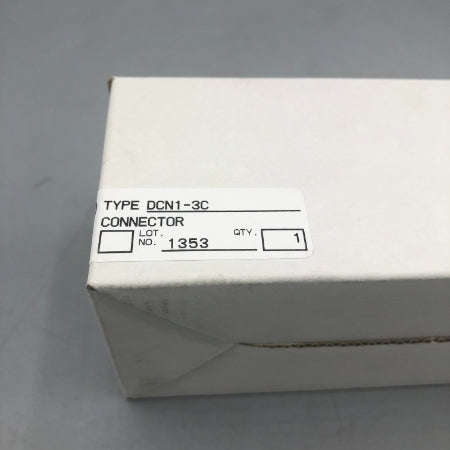 TYPE DCN1-3C
CONNECTOR
LOT. NO. 1353 QTY. 1